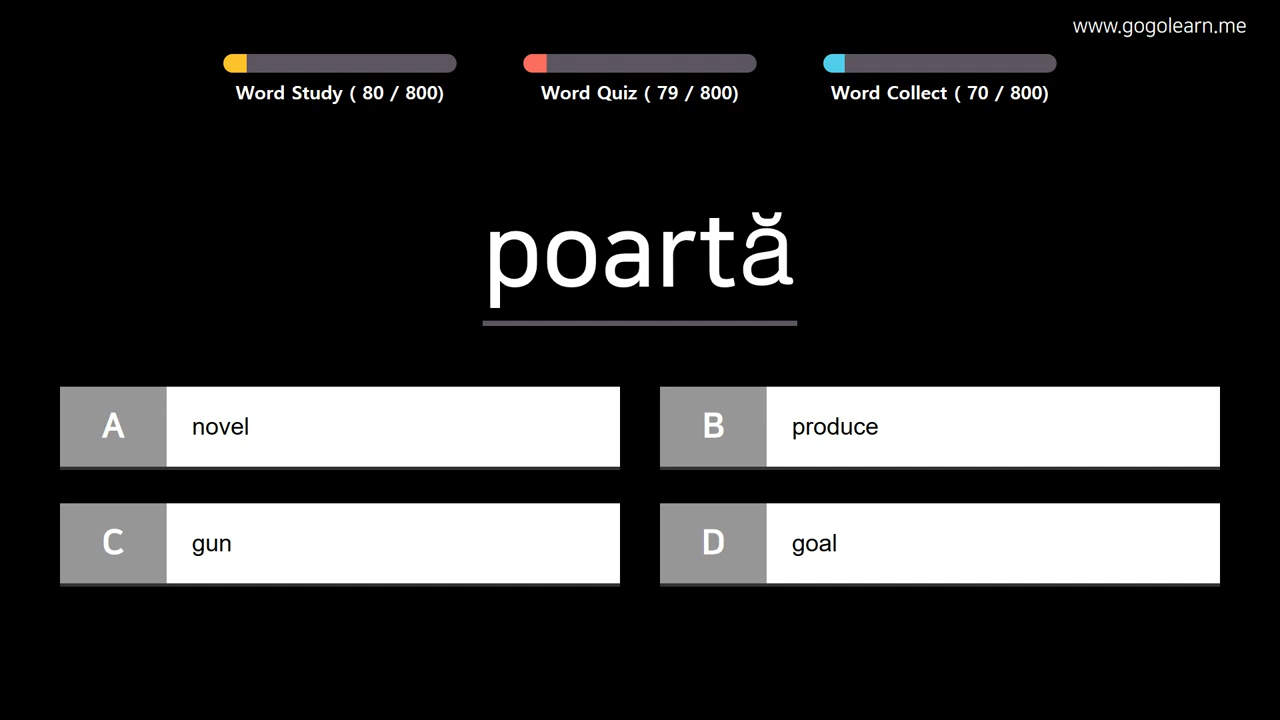 www.gogolearn.me
Word Study ( 80 / 800)
Word Quiz ( 79 / 800)
Word Collect ( 70 / 800)
poartă
A novel
B produce
C gun
D goal